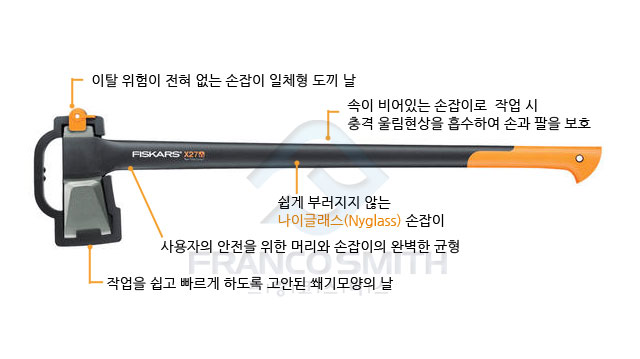 이탈 위험이 전혀 없는 손잡이 일체형 도끼 날
속이 비어있는 손잡이로 작업 시
충격 울림현상을 흡수하여 손과 팔을 보호
FISKARS® X27
쉽게 부러지지 않는
나이글래스(Nyglass) 손잡이
사용자의 안전을 위한 머리와 손잡이의 완벽한 균형
FRANCO SMITH
작업을 쉽고 빠르게 하도록 고안된 쐐기모양의 날